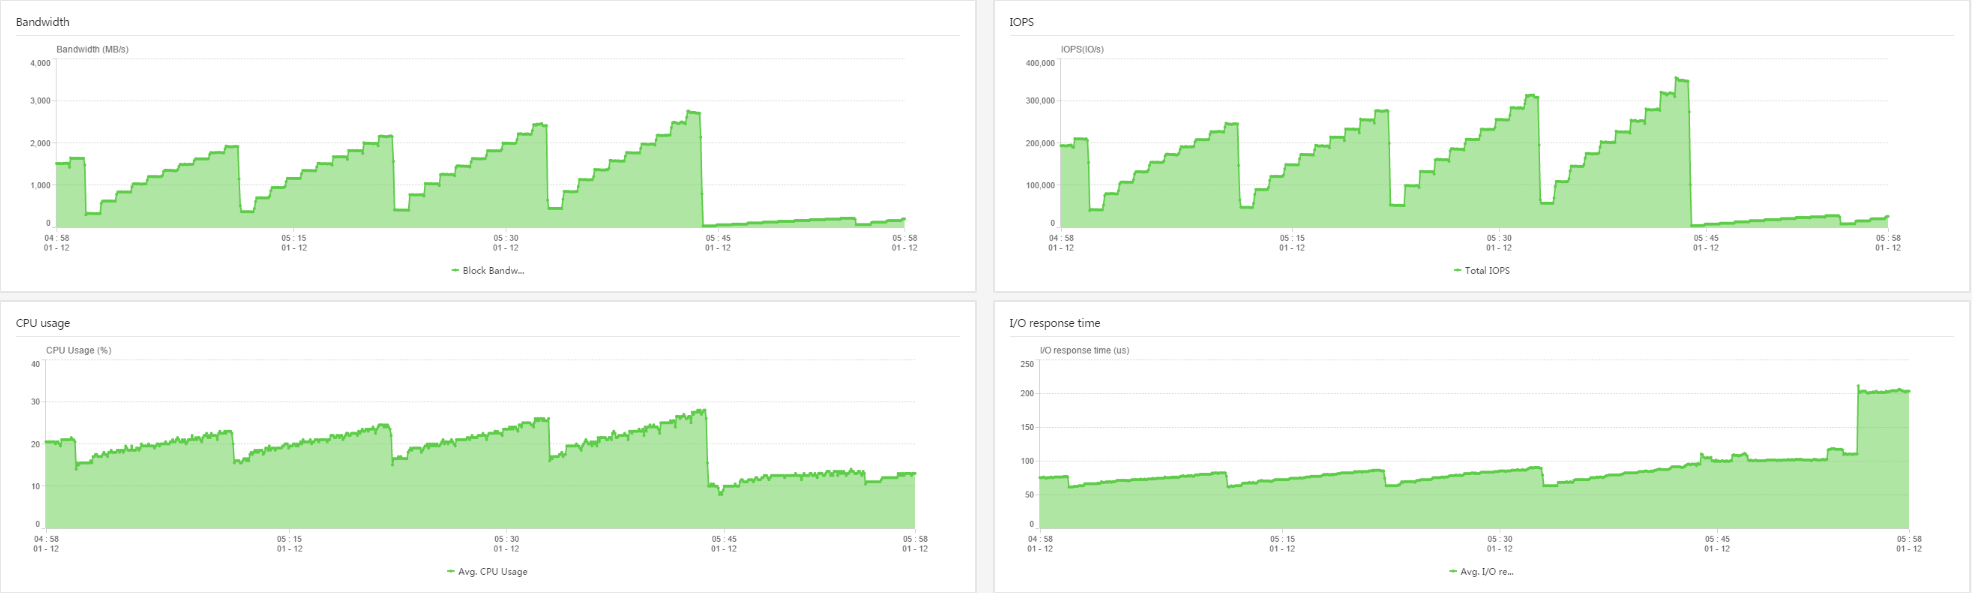 Bandwidth
Bandwidth (MB/s)
4,000
3,000
2,000
1,000
0
04 : 58
01 - 12
05 : 15
01 - 12
05 : 30
01 - 12
05 : 45
01 - 12
05 : 58
01 - 12
Block Bandw...
IOPS
IOPS(IO/s)
400,000
300,000
200,000
100,000
0
04 : 58
01 - 12
05 : 15
01 - 12
05 : 30
01 - 12
05 : 45
01 - 12
05 : 58
01 - 12
Total IOPS
CPU usage
CPU Usage (%)
40
30
20
10
0
04 : 58
01 - 12
05 : 15
01 - 12
05 : 30
01 - 12
05 : 45
01 - 12
05 : 58
01 - 12
Avg. CPU Usage
I/O response time
I/O response time (us)
250
200
150
100
50
0
04 : 58
01 - 12
05 : 15
01 - 12
05 : 30
01 - 12
05 : 45
01 - 12
05 : 58
01 - 12
Avg. I/O re...